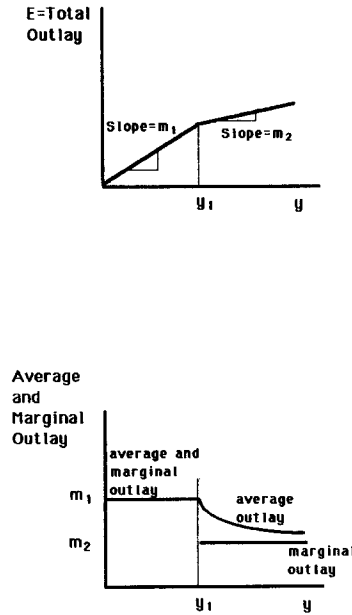 E=Total
Outlay
Slope=m₁
Slope=m₂
y₁
y
Average
and
Marginal
Outlay
average and
marginal
outlay
m₁
average
outlay
m₂
marginal
outlay
y₁
y